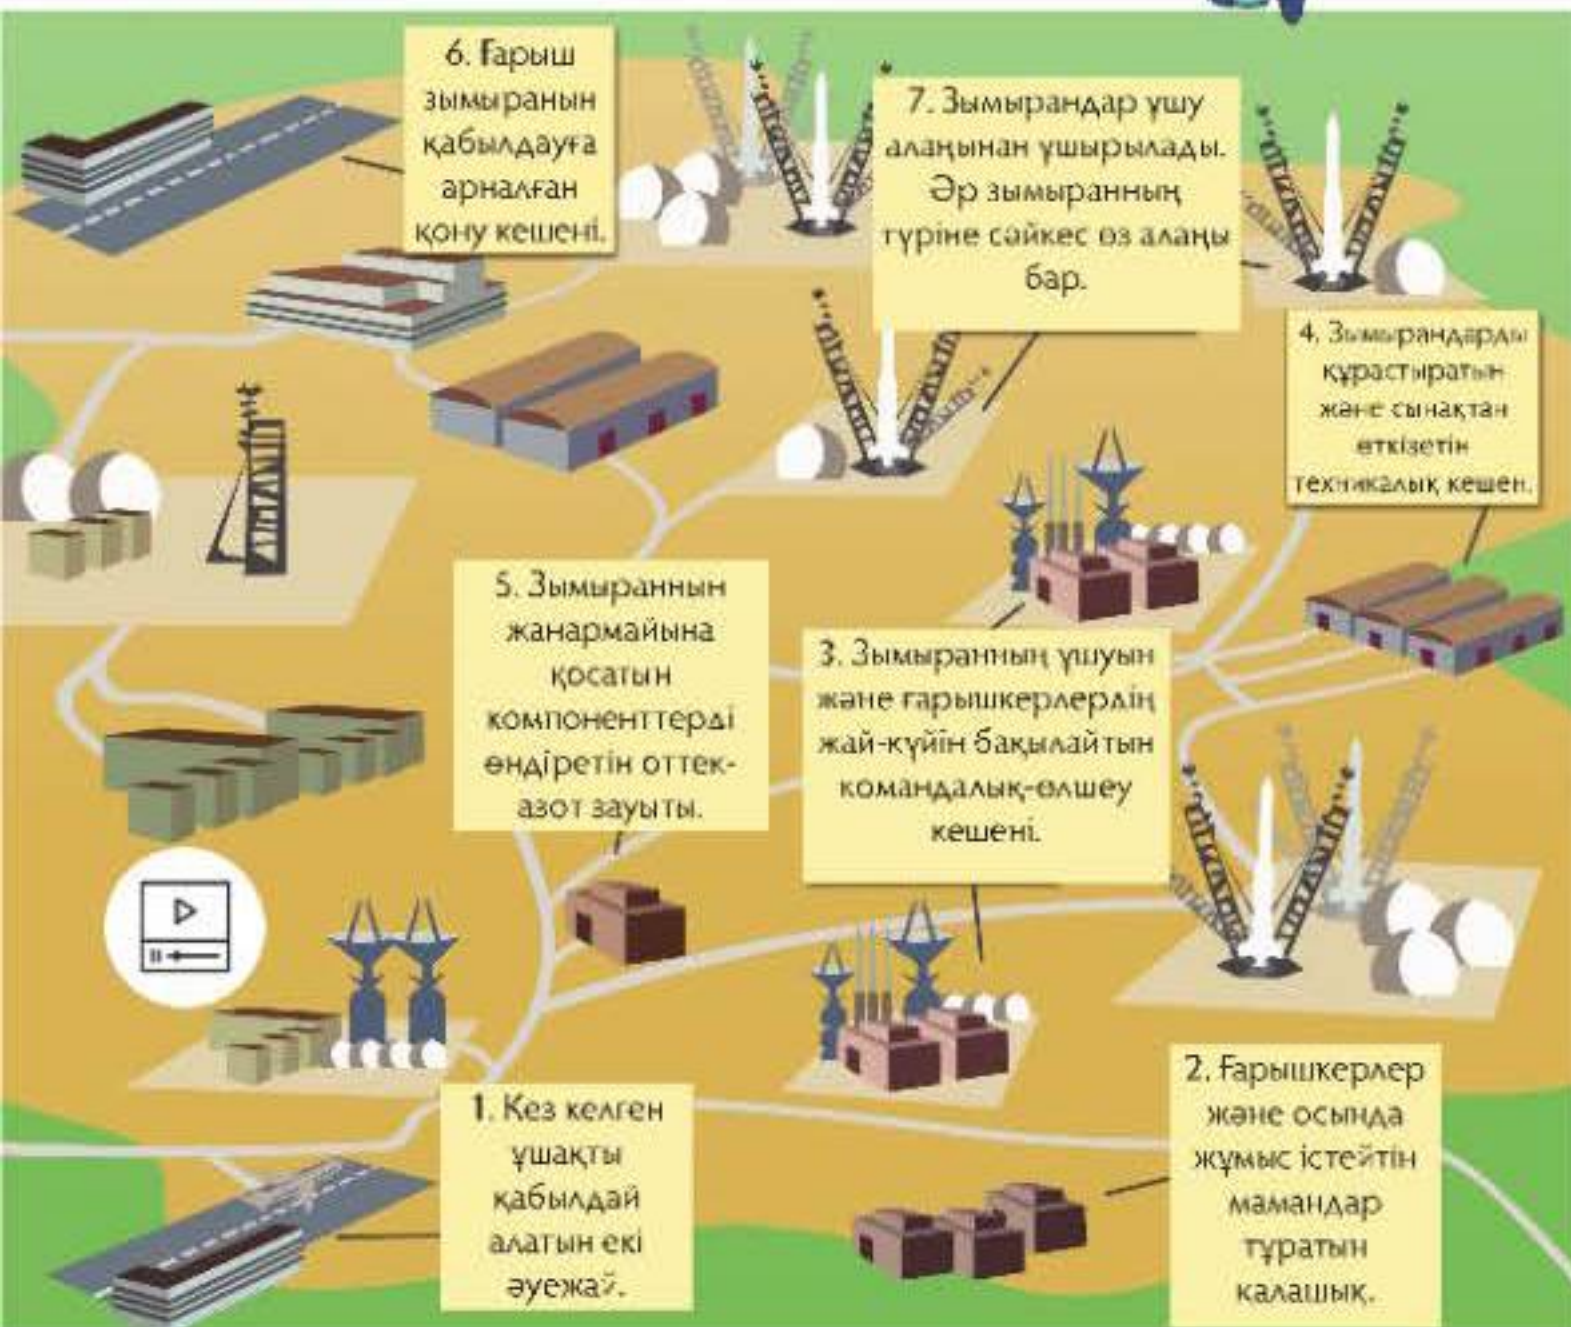 6. Ғарыш
зымыранын
қабылдауға
арналған
қону кешені.
7. Зымырандар ұшу
алаңынан ұшырылады.
Әр зымыранның
түріне сәйкес өз алаңы
бар.
4. Зымырандарды
құрастыратын
және сынақтан
өткізетін
техникалық кешен.
5. Зымыраннын
жанармайына
қосатын
компоненттерді
өндіретін оттек-
азот зауыты.
3. Зымыранның ұшуын
және ғарышкерлердің
жай-күйін бақылайтын
командалық-өлшеу
кешені.
1. Кез келген
ұшақты
қабылдай
алатын екі
әуежай.
2. Ғарышкерлер
және осында
жұмыс істейтін
мамандар
тұратын
калашық.